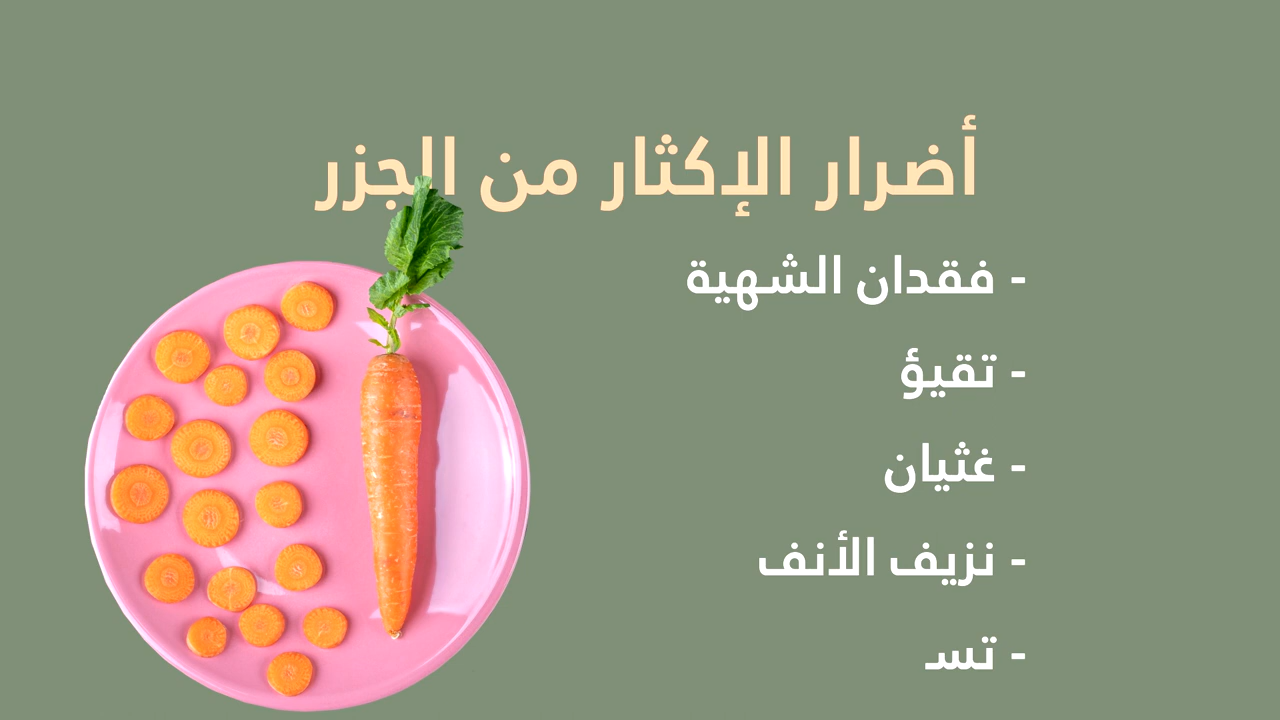 أضرار الإكثار من الجزر
- فقدان الشهية
- تقيؤ
- غثيان
- نزيف الأنف
- تسـ